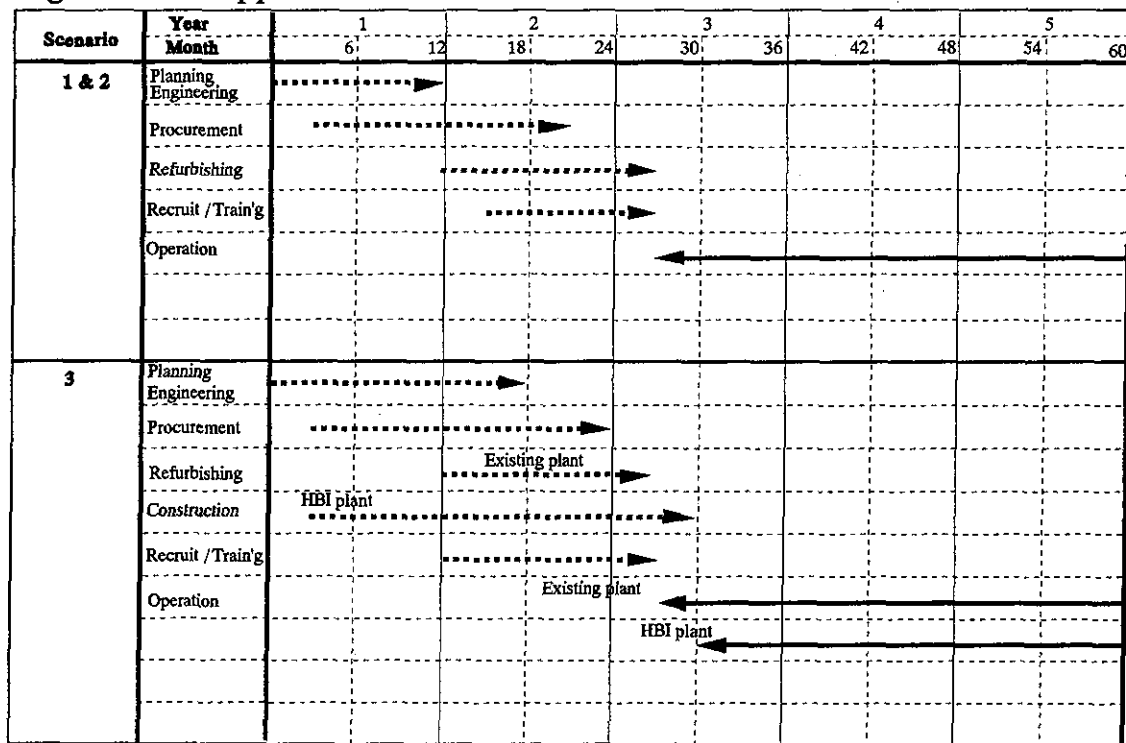 Scenario Year 1 2 3 4 5
Month 6 12 18 24 30 36 42 48 54 60
1 & 2 Planning
Engineering
Procurement
Refurbishing
Recruit /Train'g
Operation
3 Planning
Engineering
Procurement
Existing plant
Refurbishing
HBI plant
Construction
Recruit /Train'g
Existing plant
Operation
HBI plant